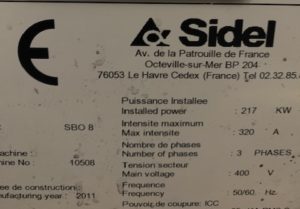 CE
Sidel
Av. de la Patrouille de France
Octeville-sur-Mer BP 204
76053 Le Havre Cedex (France) Tel 02.32.85.
Puissance Installee
Installed power : 217 KW
Intensite maximum
SBO 8
Max intensite : 320 A
Nombre de phases
achine :
Number of phases : 3 PHASES
ine No : 10508
Tension secteur
Main voltage : 400 V
ee de construction
Frequence
anufacturing year : 2011
Frequency : 50/60 Hz.
Pouvoir de coupure: ICC